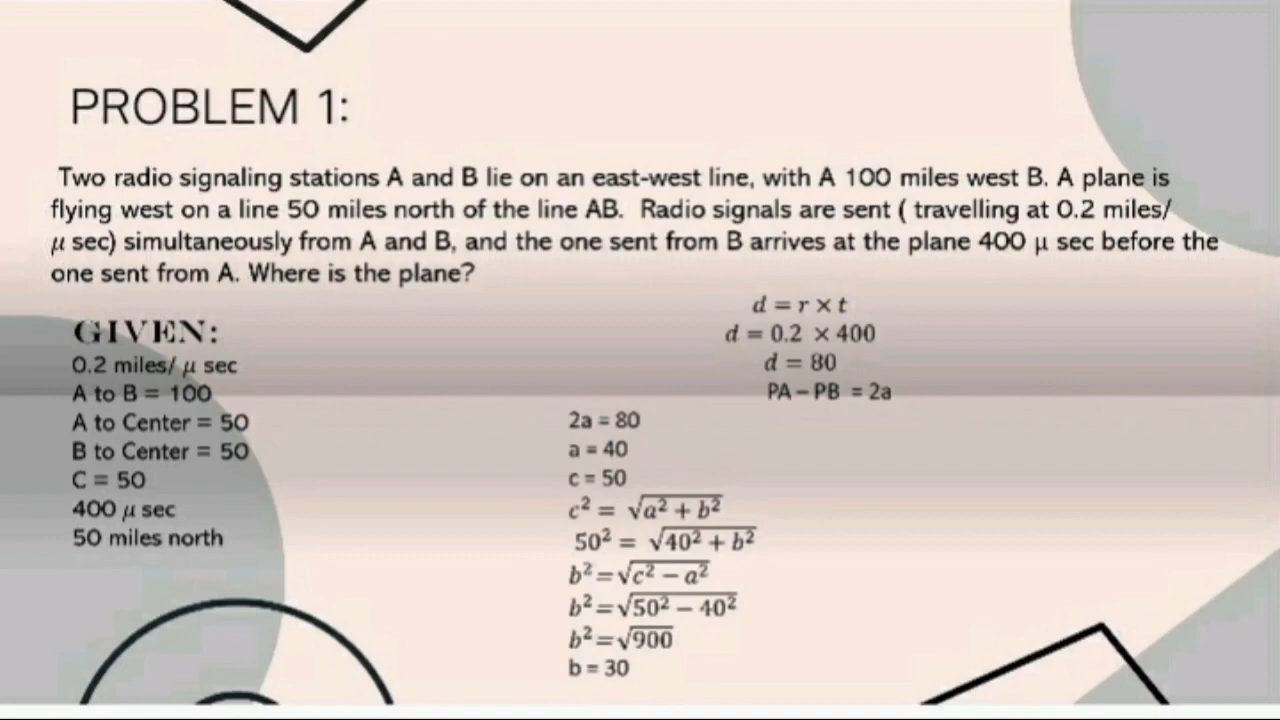 PROBLEM 1:
Two radio signaling stations A and B lie on an east-west line, with A 100 miles west B. A plane is
flying west on a line 50 miles north of the line AB. Radio signals are sent ( travelling at 0.2 miles/
μ sec) simultaneously from A and B, and the one sent from B arrives at the plane 400 μ sec before the
one sent from A. Where is the plane?
GIVEN:
0.2 miles/ μ sec
A to B = 100
A to Center = 50
B to Center = 50
C = 50
400 μ sec
50 miles north
d = r × t
d = 0.2 × 400
d = 80
PA – PB = 2a
2a = 80
a = 40
c = 50
c² = √a² + b²
50² = √40² + b²
b² = √c² − a²
b² = √50² − 40²
b² = √900
b = 30